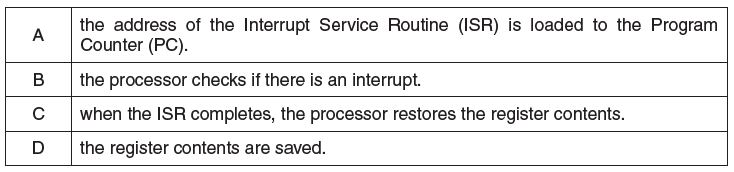 A the address of the Interrupt Service Routine (ISR) is loaded to the Program
Counter (PC).
B the processor checks if there is an interrupt.
C when the ISR completes, the processor restores the register contents.
D the register contents are saved.